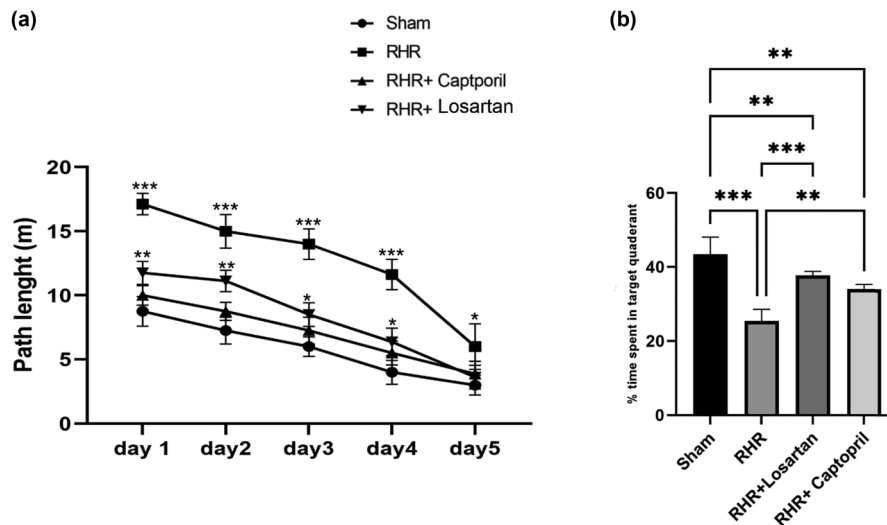 (a)
Sham
RHR
RHR+ Captporil
RHR+ Losartan
Path lenght (m)
20
15
10
5
0
***
***
***
***
*
**
**
*
*
day 1 day2 day3 day4 day5
(b)
**
**
***
*** **
% time spent in target quaderant
60
40
20
0
Sham
RHR
RHR+Losartan
RHR+ Captopril